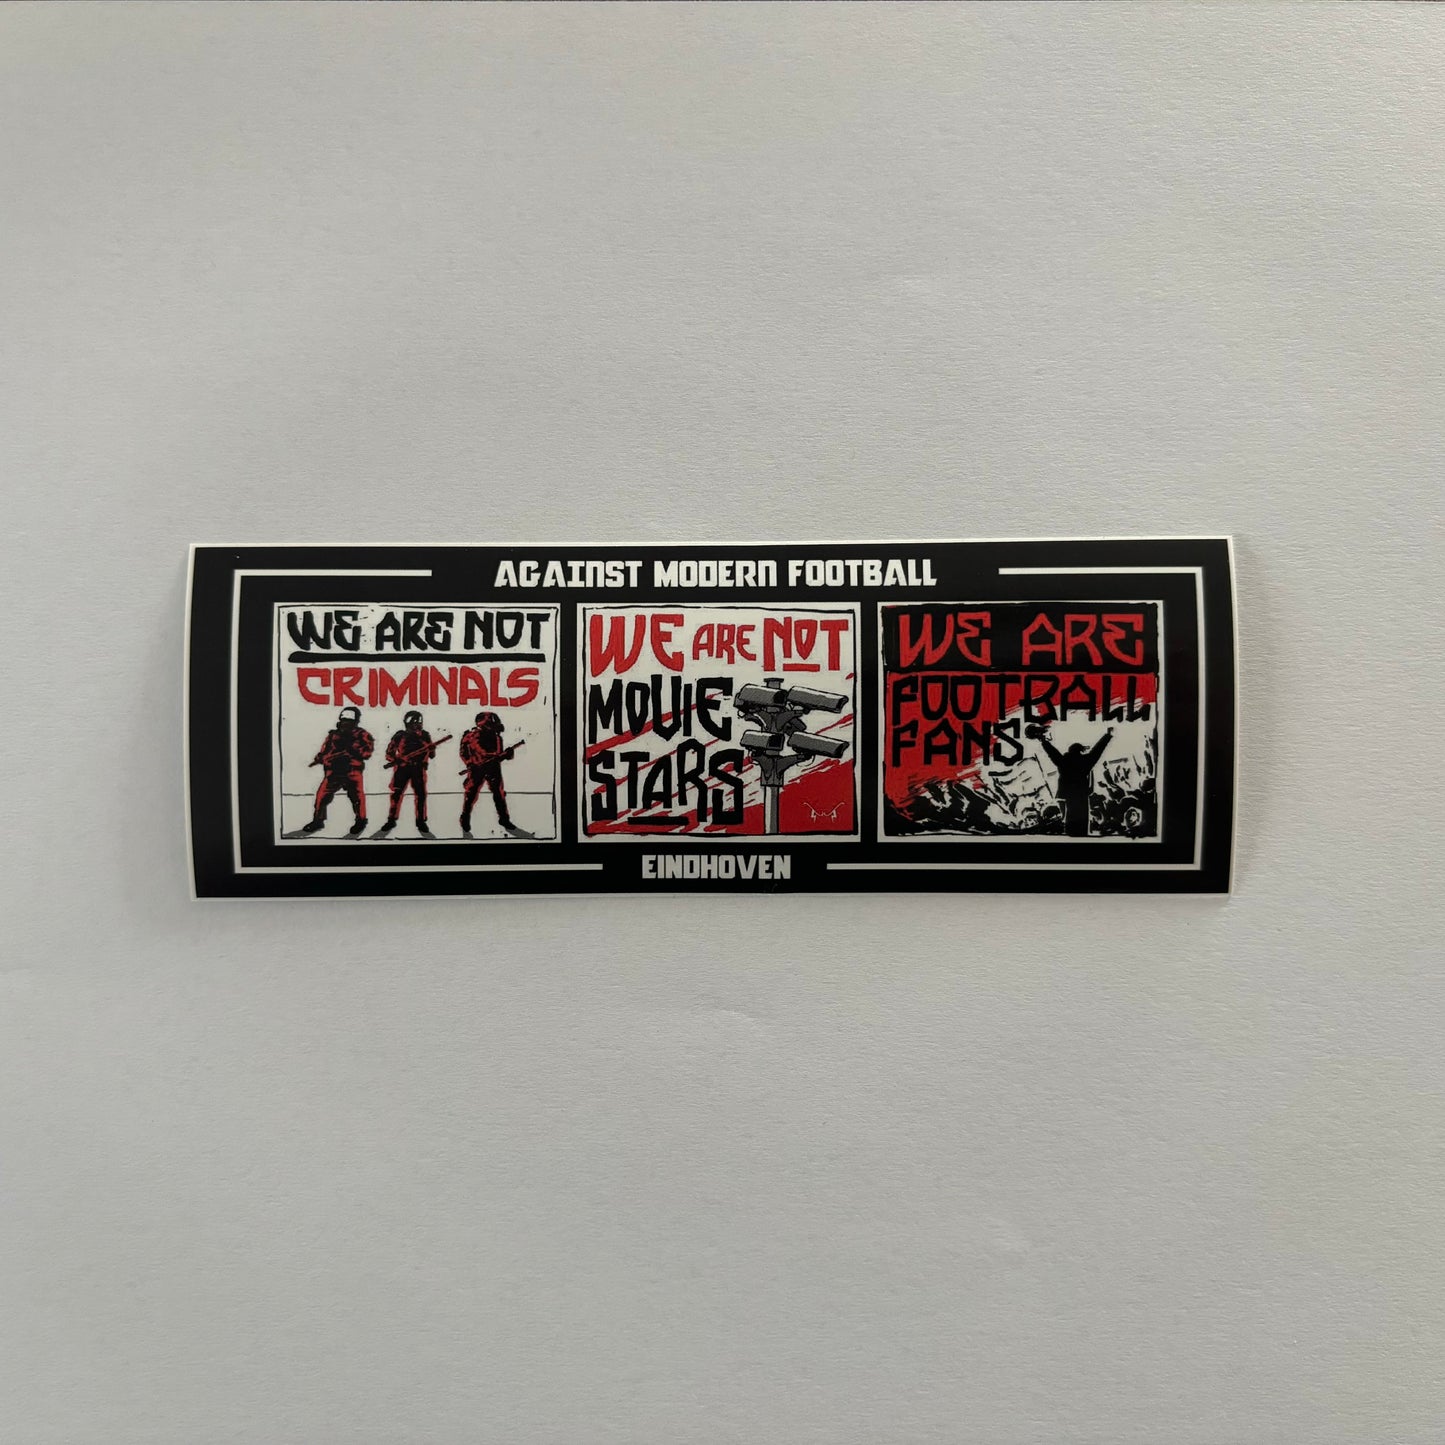 AGAINST MODERN FOOTBALL
WE ARE NOT
CRIMINALS
WE ARE NOT
MOVIE
STARS
WE ARE
FOOTBALL
FANS
EINDHOVEN